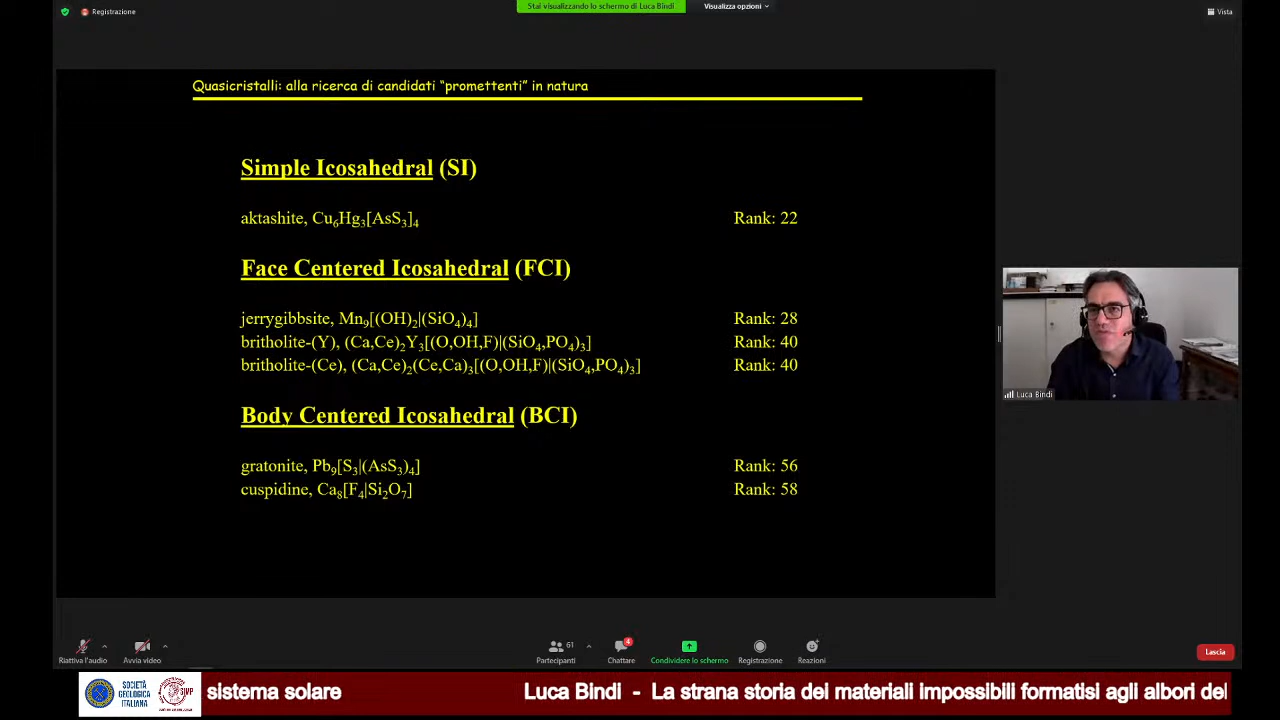 Stai visualizzando lo schermo di Luca Bindi
Visualizza opzioni
Registrazione
Vista
Quasicristalli: alla ricerca di candidati “promettenti” in natura
Simple Icosahedral (SI)
aktashite, Cu6Hg3[AsS3]4 Rank: 22
Face Centered Icosahedral (FCI)
jerrygibbsite, Mn9[(OH)2|(SiO4)4] Rank: 28
britholite-(Y), (Ca,Ce)2Y3[(O,OH,F)|(SiO4,PO4)3] Rank: 40
britholite-(Ce), (Ca,Ce)2(Ce,Ca)3[(O,OH,F)|(SiO4,PO4)3] Rank: 40
Body Centered Icosahedral (BCI)
gratonite, Pb9[S3|(AsS3)4] Rank: 56
cuspidine, Ca8[F4|Si2O7] Rank: 58
Luca Bindi
61
4
Riattiva l'audio
Avvia video
Partecipanti
Chattare
Condividere lo schermo
Registrazione
Reazioni
Lascia
SOCIETÀ
GEOLOGICA
ITALIANA
sistema solare
Luca Bindi - La strana storia dei materiali impossibili formatisi agli albori del